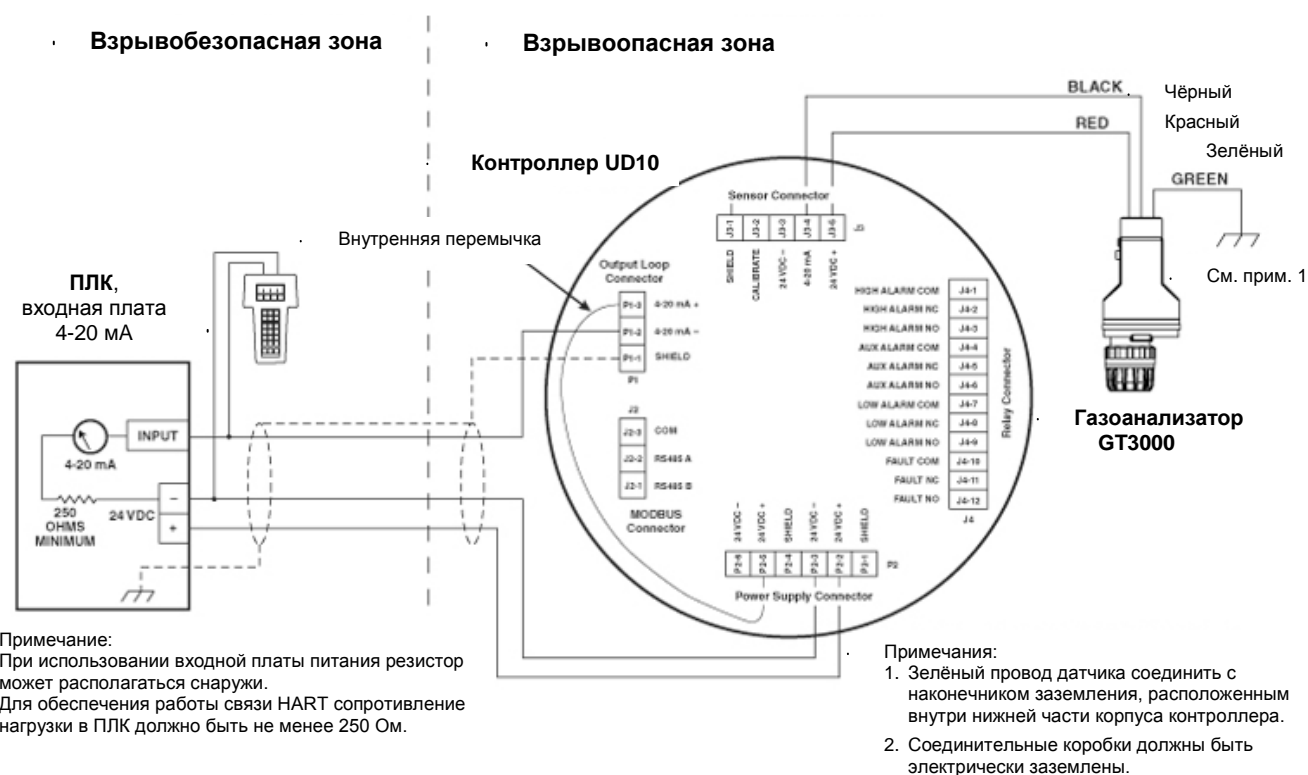 Взрывобезопасная зона
Взрывоопасная зона
BLACK
Чёрный
RED
Красный
Зелёный
GREEN
См. прим. 1
Контроллер UD10
Sensor Connector
J3-1
J3-2
J3-3
J3-4
J3-5
J3
SHIELD
CALIBRATE
24 VDC –
4-20 mA
24 VDC +
Внутренняя перемычка
ПЛК,
входная плата
4-20 мА
Output Loop
Connector
P1-3 4-20 mA +
P1-2 4-20 mA –
P1-1 SHIELD
P1
HIGH ALARM COM J4-1
HIGH ALARM NC J4-2
HIGH ALARM NO J4-3
AUX ALARM COM J4-4
AUX ALARM NC J4-5
AUX ALARM NO J4-6
LOW ALARM COM J4-7
LOW ALARM NC J4-8
LOW ALARM NO J4-9
FAULT COM J4-10
FAULT NC J4-11
FAULT NO J4-12
J4
Relay Connector
Газоанализатор
GT3000
INPUT
4-20 mA
250
OHMS
MINIMUM
24 VDC
–
+
J2
J2-3 COM
J2-2 RS485 A
J2-1 RS485 B
MODBUS
Connector
24 VDC –
24 VDC +
SHIELD
24 VDC –
24 VDC +
SHIELD
P2-6
P2-5
P2-4
P2-3
P2-2
P2-1
P2
Power Supply Connector
Примечание:
При использовании входной платы питания резистор
может располагаться снаружи.
Для обеспечения работы связи HART сопротивление
нагрузки в ПЛК должно быть не менее 250 Ом.
Примечания:
1. Зелёный провод датчика соединить с
наконечником заземления, расположенным
внутри нижней части корпуса контроллера.
2. Соединительные коробки должны быть
электрически заземлены.